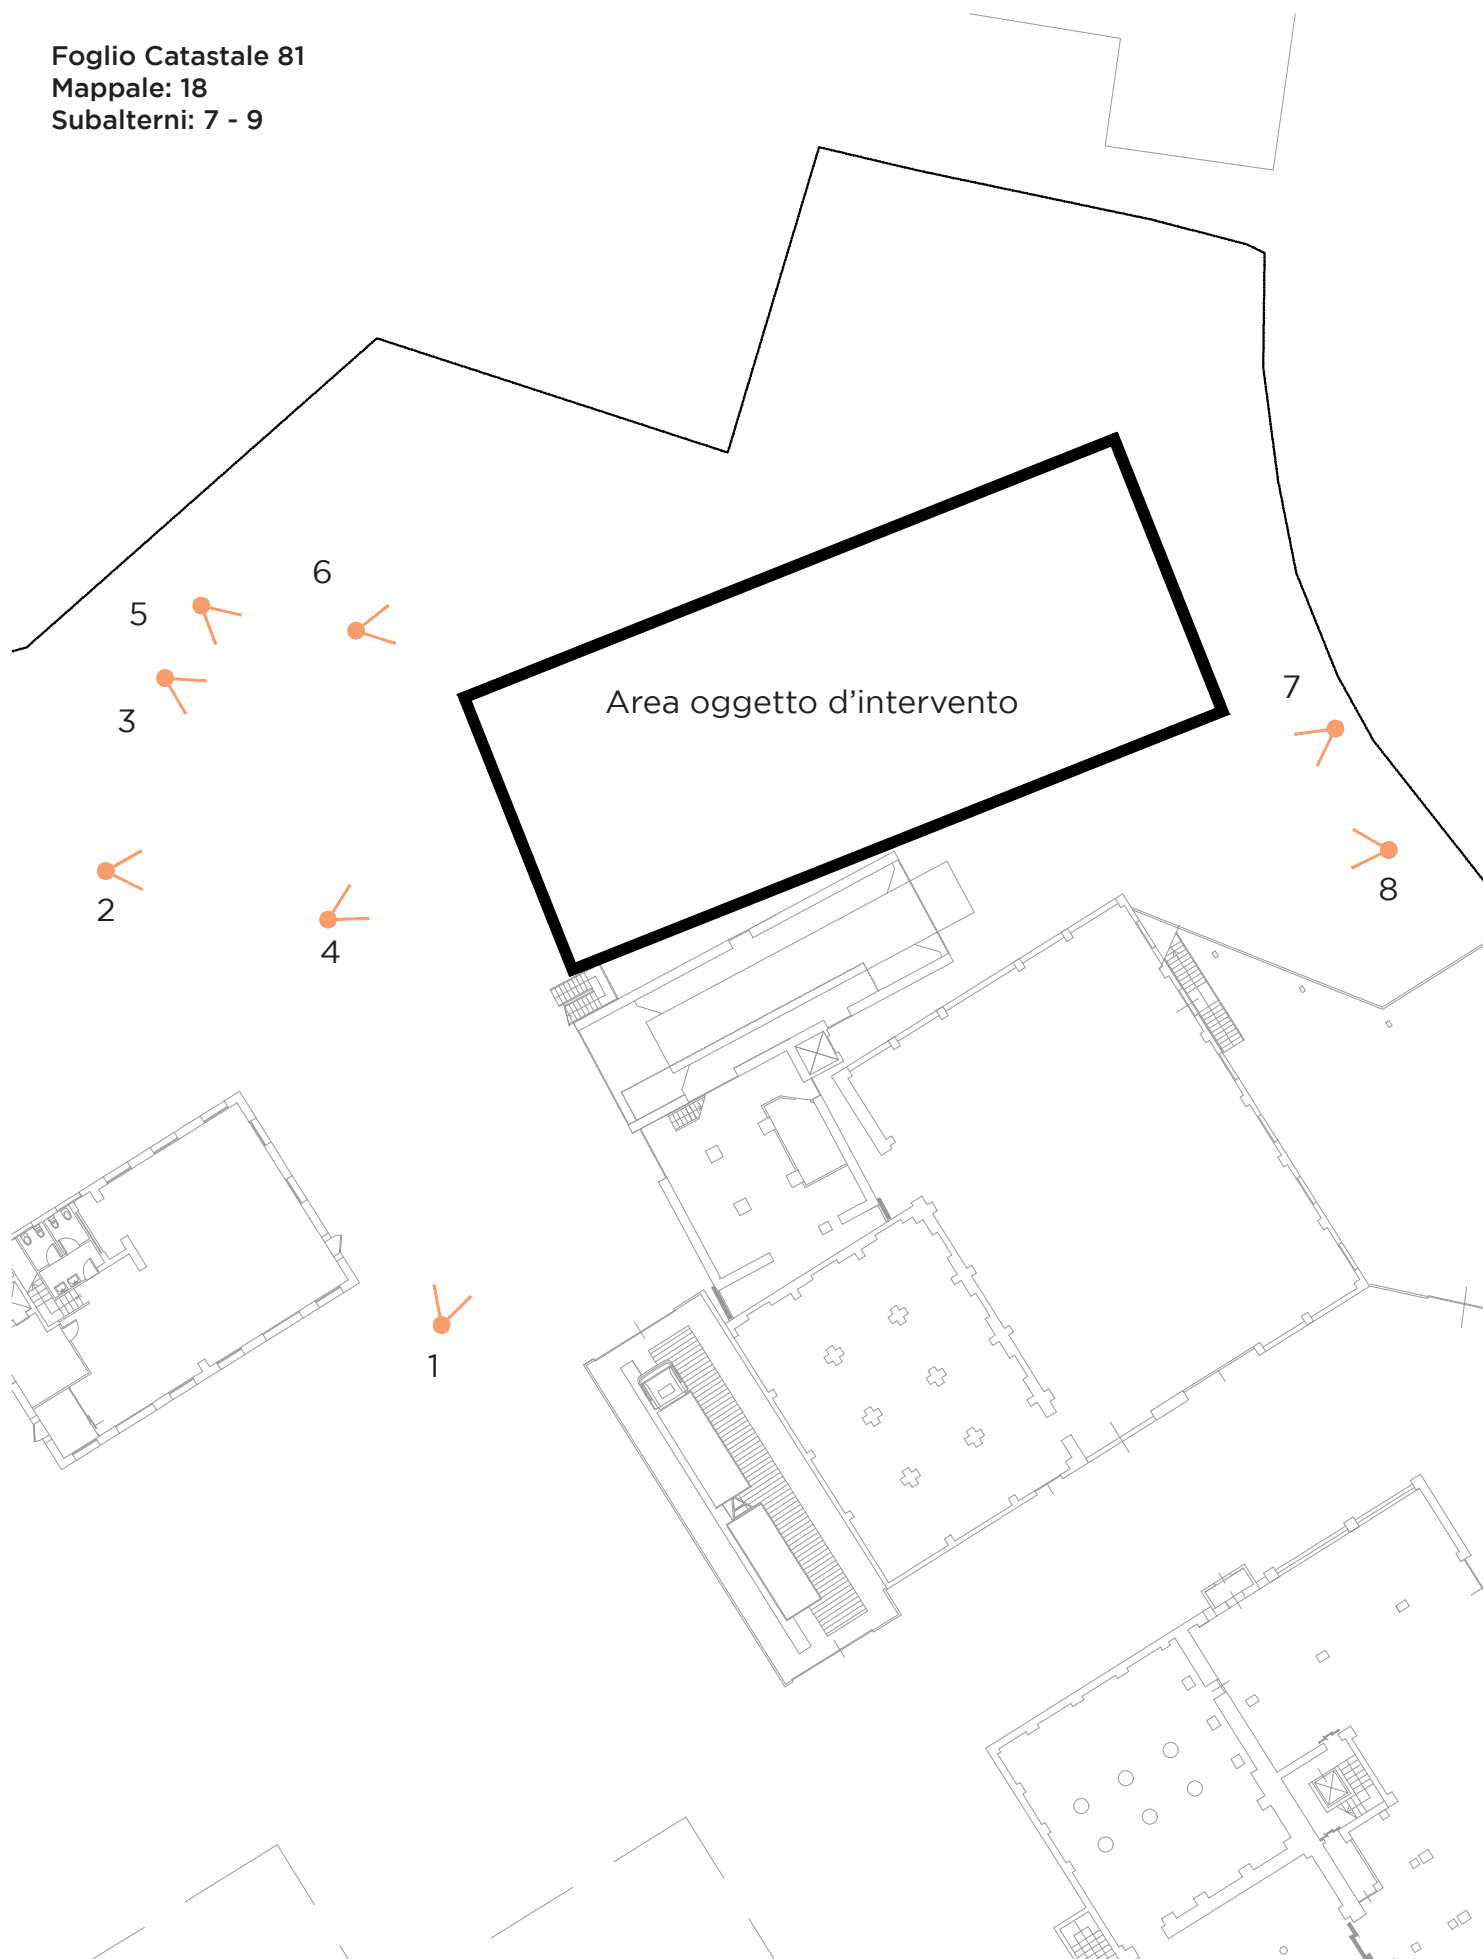 Foglio Catastale 81
Mappale: 18
Subalterni: 7 - 9
6
5
3
Area oggetto d'intervento
7
2
8
4
1